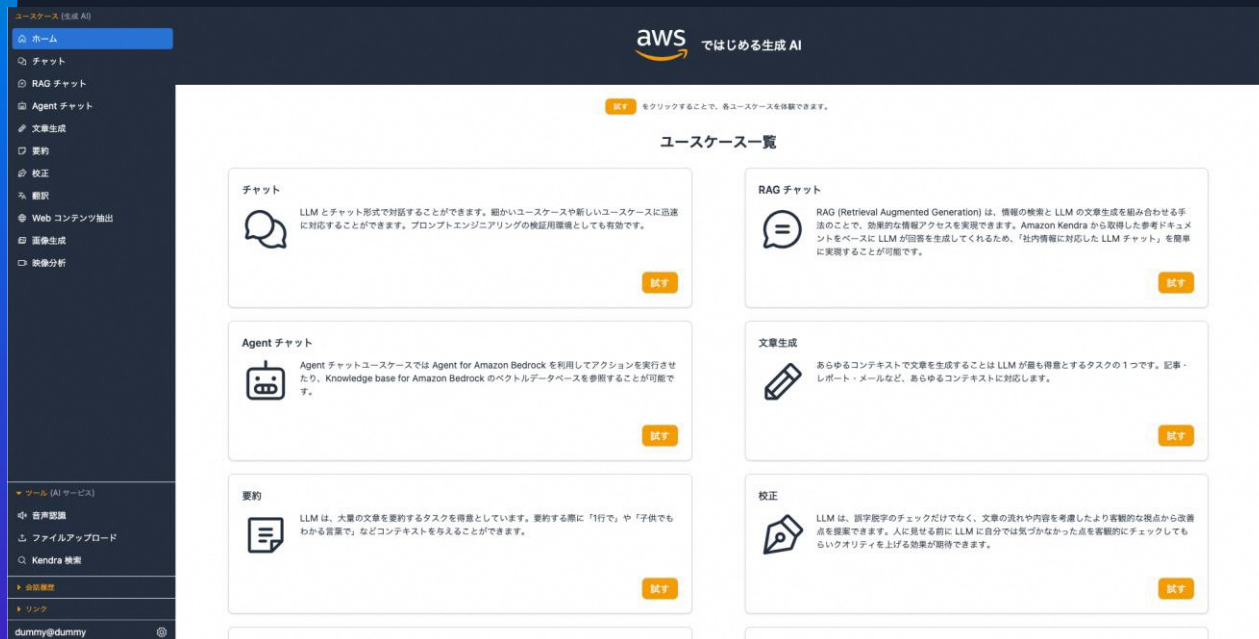 ユースケース (生成 AI)
ホーム
チャット
RAG チャット
Agent チャット
文章生成
要約
校正
翻訳
Web コンテンツ抽出
画像生成
映像分析
ツール (AI サービス)
音声認識
ファイルアップロード
Kendra 検索
会話履歴
リンク
dummy@dummy
aws ではじめる生成 AI
試す をクリックすることで、各ユースケースを体験できます。
ユースケース一覧
チャット
LLM とチャット形式で対話することができます。細かいユースケースや新しいユースケースに迅速
に対応することができます。プロンプトエンジニアリングの検証用環境としても有効です。
試す
RAG チャット
RAG (Retrieval Augmented Generation) は、情報の検索と LLM の文章生成を組み合わせる手
法のことで、効果的な情報アクセスを実現できます。Amazon Kendra から取得した参考ドキュメ
ントをベースに LLM が回答を生成してくれるため、「社内情報に対応した LLM チャット」を簡単
に実現することが可能です。
試す
Agent チャット
Agent チャットユースケースでは Agent for Amazon Bedrock を利用してアクションを実行させ
たり、Knowledge base for Amazon Bedrock のベクトルデータベースを参照することが可能で
す。
試す
文章生成
あらゆるコンテキストで文章を生成することは LLM が最も得意とするタスクの 1 つです。記事・
レポート・メールなど、あらゆるコンテキストに対応します。
試す
要約
LLM は、大量の文章を要約するタスクを得意としています。要約する際に「1行で」や「子供でも
わかる言葉で」などコンテキストを与えることができます。
試す
校正
LLM は、誤字脱字のチェックだけでなく、文章の流れや内容を考慮したより客観的な視点から改善
点を提案できます。人に見せる前に LLM に自分では気づかなかった点を客観的にチェックしても
らいクオリティを上げる効果が期待できます。
試す